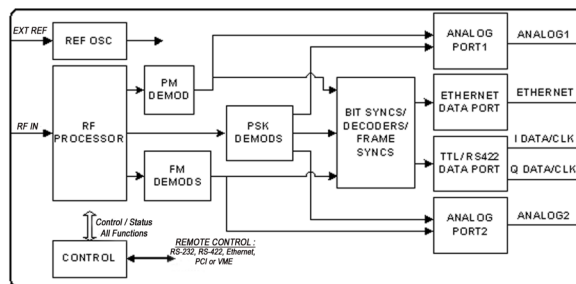 EXT REF
REF OSC
RF IN
RF
PROCESSOR
PM
DEMOD
PSK
DEMODS
FM
DEMODS
BIT SYNCS/
DECODERS/
FRAME
SYNCS
ANALOG
PORT1
ANALOG1
ETHERNET
DATA PORT
ETHERNET
TTL/RS422
DATA PORT
I DATA/CLK
Q DATA/CLK
ANALOG
PORT2
ANALOG2
Control / Status
All Functions
CONTROL
REMOTE CONTROL :
RS-232, RS-422, Ethernet,
PCI or VME